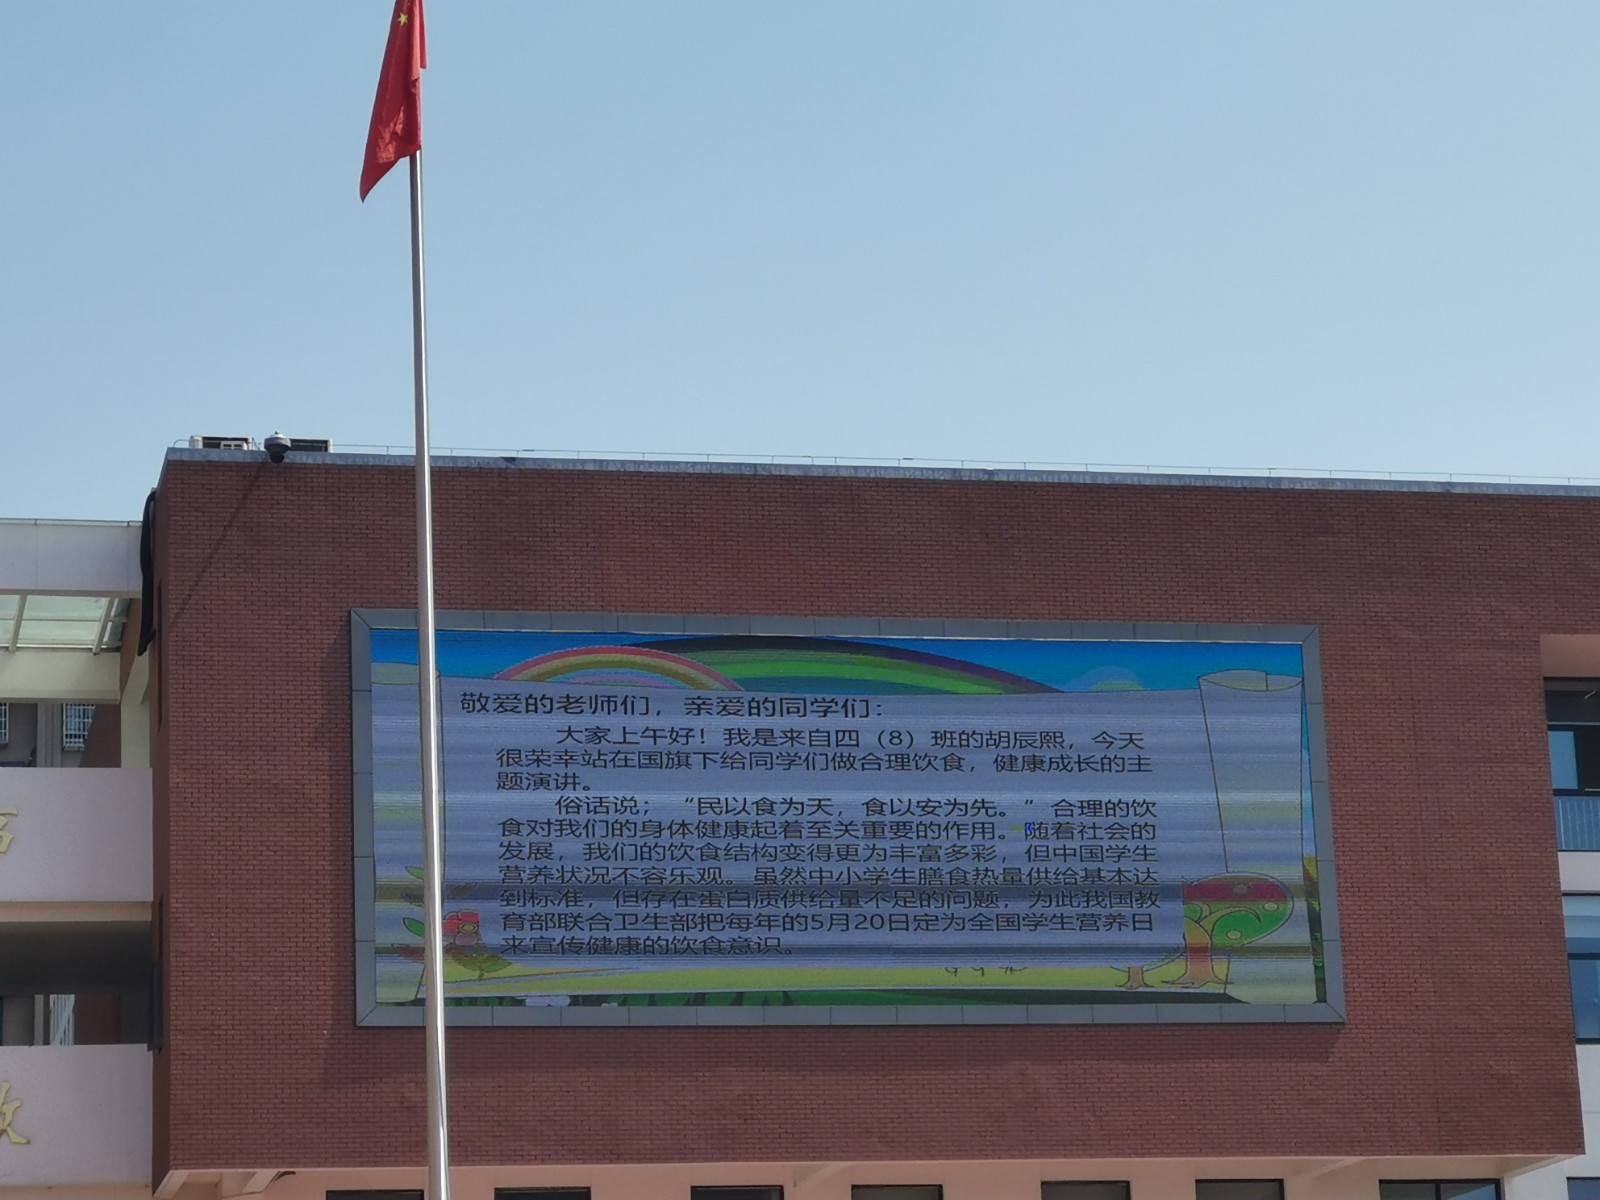 敬爱的老师们，亲爱的同学们：
大家上午好！我是来自四（8）班的胡辰熙，今天
很荣幸站在国旗下给同学们做合理饮食，健康成长的主
题演讲。
俗话说；“民以食为天，食以安为先。”合理的饮
食对我们的身体健康起着至关重要的作用。随着社会的
发展，我们的饮食结构变得更为丰富多彩，但中国学生
营养状况不容乐观。虽然中小学生膳食热量供给基本达
到标准，但存在蛋白质供给量不足的问题，为此我国教
育部联合卫生部把每年的5月20日定为全国学生营养日
来宣传健康的饮食意识。